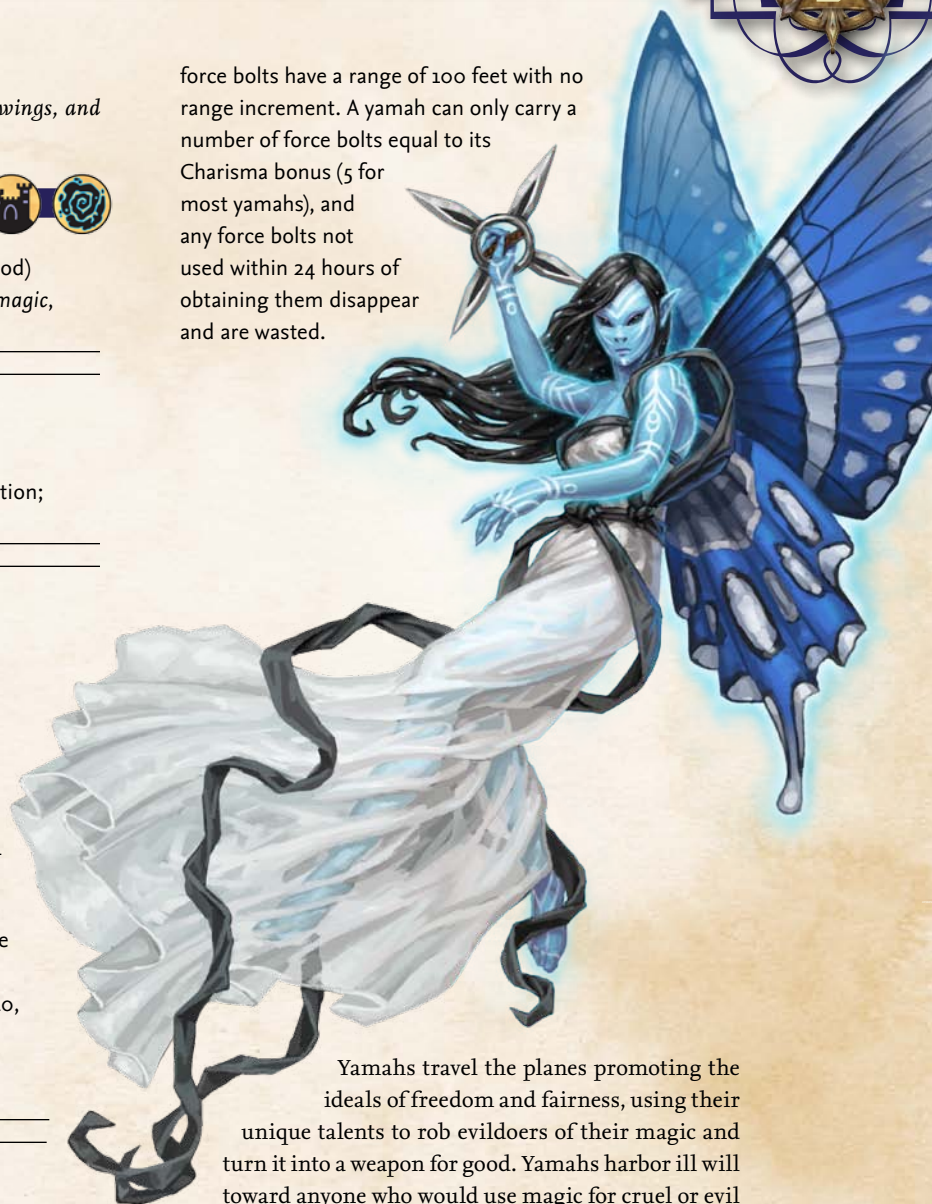 wings, and
od)
magic,
tion;
e
o,
force bolts have a range of 100 feet with no
range increment. A yamah can only carry a
number of force bolts equal to its
Charisma bonus (5 for
most yamahs), and
any force bolts not
used within 24 hours of
obtaining them disappear
and are wasted.
Yamahs travel the planes promoting the
ideals of freedom and fairness, using their
unique talents to rob evildoers of their magic and
turn it into a weapon for good. Yamahs harbor ill will
toward anyone who would use magic for cruel or evil